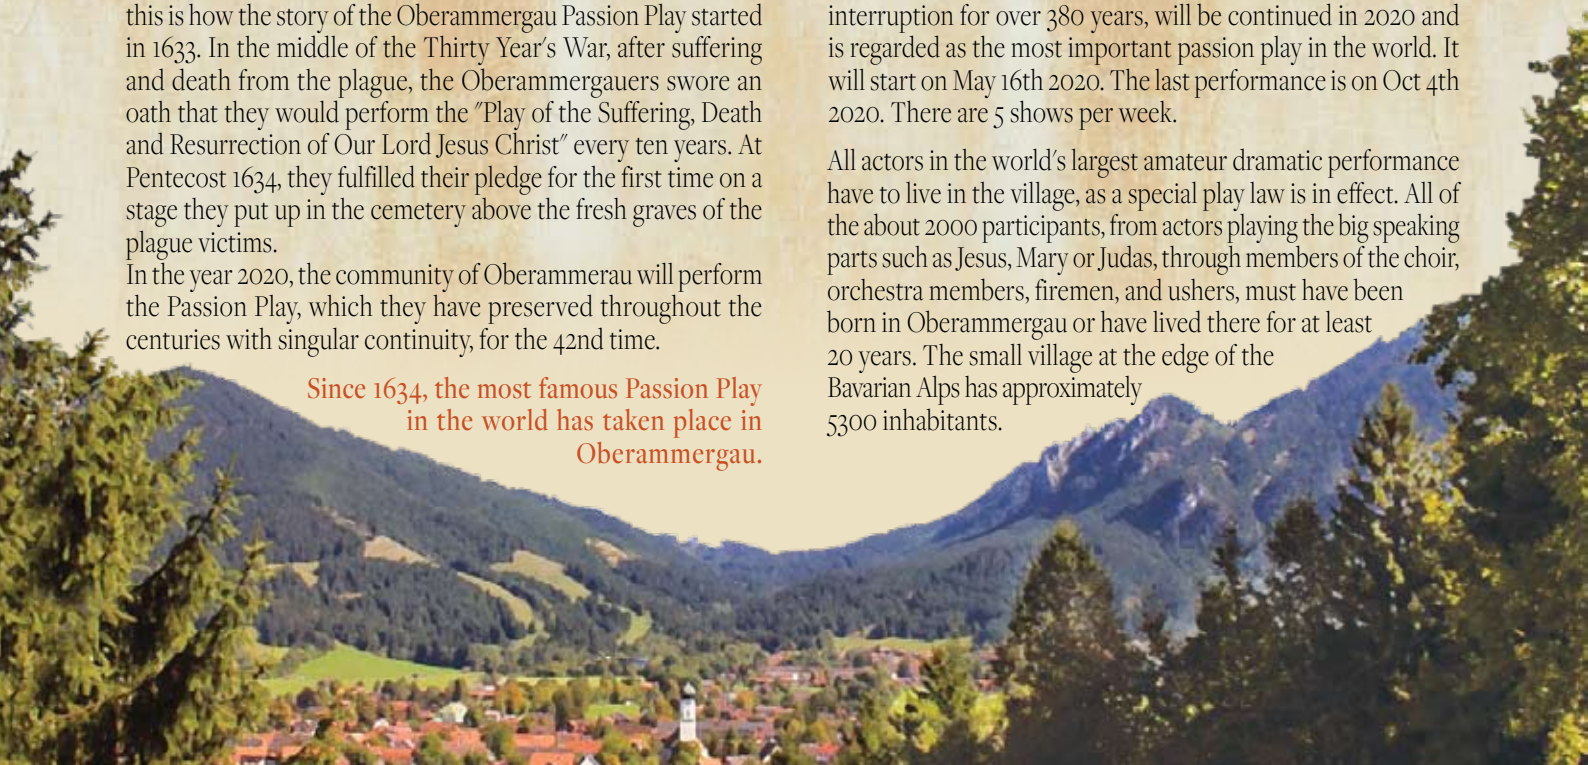 this is how the story of the Oberammergau Passion Play started
in 1633. In the middle of the Thirty Year's War, after suffering
and death from the plague, the Oberammergauers swore an
oath that they would perform the "Play of the Suffering, Death
and Resurrection of Our Lord Jesus Christ" every ten years. At
Pentecost 1634, they fulfilled their pledge for the first time on a
stage they put up in the cemetery above the fresh graves of the
plague victims.
In the year 2020, the community of Oberammerau will perform
the Passion Play, which they have preserved throughout the
centuries with singular continuity, for the 42nd time.
Since 1634, the most famous Passion Play
in the world has taken place in
Oberammergau.
interruption for over 380 years, will be continued in 2020 and
is regarded as the most important passion play in the world. It
will start on May 16th 2020. The last performance is on Oct 4th
2020. There are 5 shows per week.
All actors in the world's largest amateur dramatic performance
have to live in the village, as a special play law is in effect. All of
the about 2000 participants, from actors playing the big speaking
parts such as Jesus, Mary or Judas, through members of the choir,
orchestra members, firemen, and ushers, must have been
born in Oberammergau or have lived there for at least
20 years. The small village at the edge of the
Bavarian Alps has approximately
5300 inhabitants.